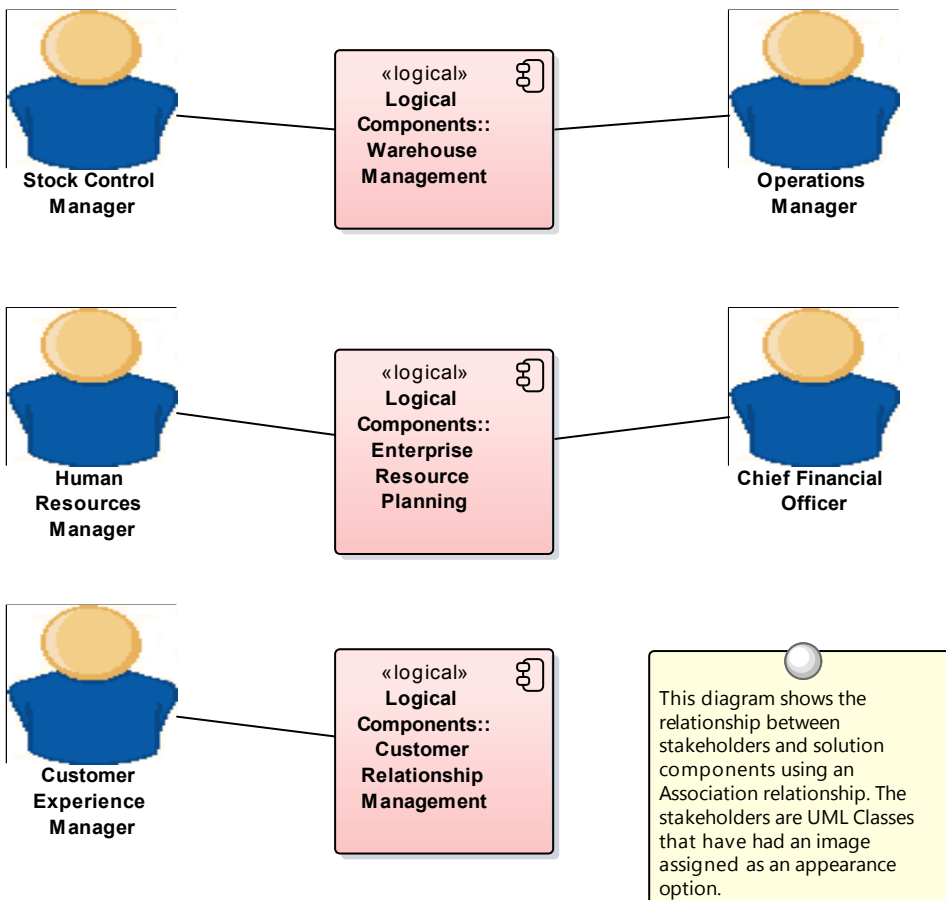 Stock Control
Manager
«logical»
Logical
Components::
Warehouse
Management
Operations
Manager
Human
Resources
Manager
«logical»
Logical
Components::
Enterprise
Resource
Planning
Chief Financial
Officer
Customer
Experience
Manager
«logical»
Logical
Components::
Customer
Relationship
Management
This diagram shows the
relationship between
stakeholders and solution
components using an
Association relationship. The
stakeholders are UML Classes
that have had an image
assigned as an appearance
option.